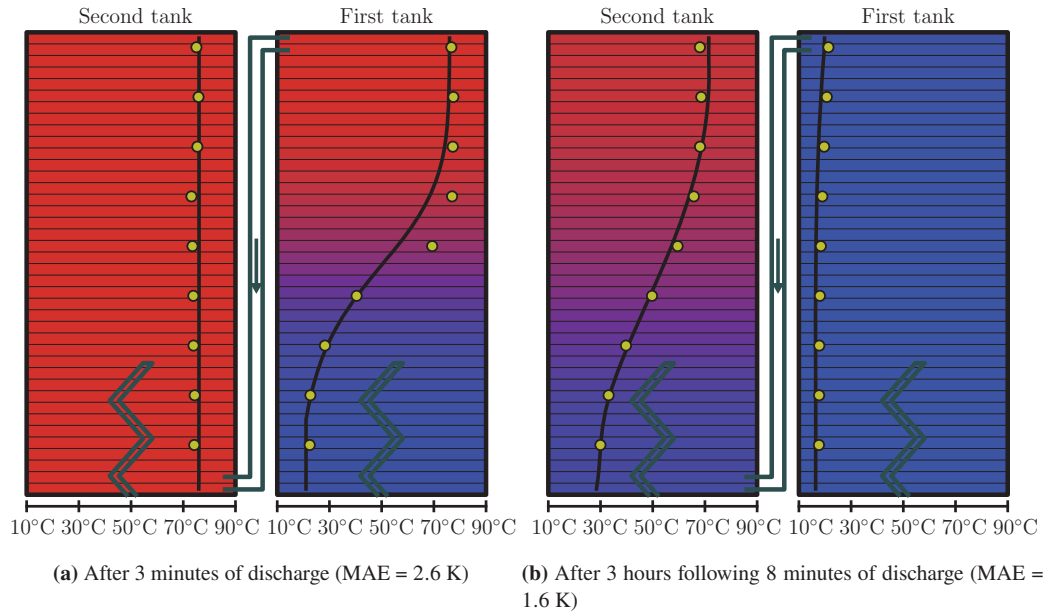 Second tank
First tank
Second tank
First tank
10°C 30°C 50°C 70°C 90°C
10°C 30°C 50°C 70°C 90°C
10°C 30°C 50°C 70°C 90°C
10°C 30°C 50°C 70°C 90°C
(a) After 3 minutes of discharge (MAE = 2.6 K)
(b) After 3 hours following 8 minutes of discharge (MAE =
1.6 K)